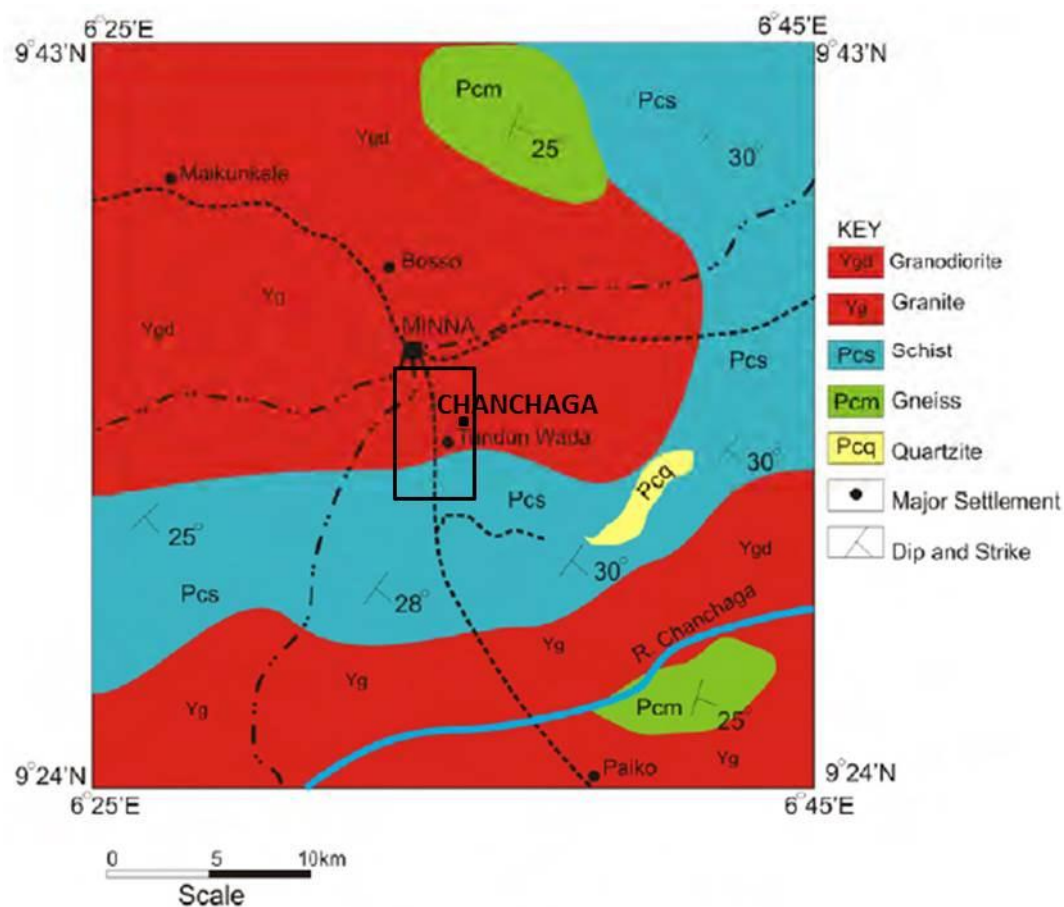 6°25'E
6°45'E
9°43'N
9°43'N
Pcm
25°
Pcs
30°
Ygd
Maikunkele
Bosso
Yg
Ygd
MINNA
Pcs
CHANCHAGA
Tundun Wada
30°
Pcq
Pcs
25°
Ygd
30°
28°
Pcs
R. Chanchaga
Yg
Yg
Yg
Pcm
25°
Yg
Paiko
9°24'N
9°24'N
6°25'E
6°45'E
KEY
Ygd Granodiorite
Yg Granite
Pcs Schist
Pcm Gneiss
Pcq Quartzite
Major Settlement
Dip and Strike
0 5 10km
Scale